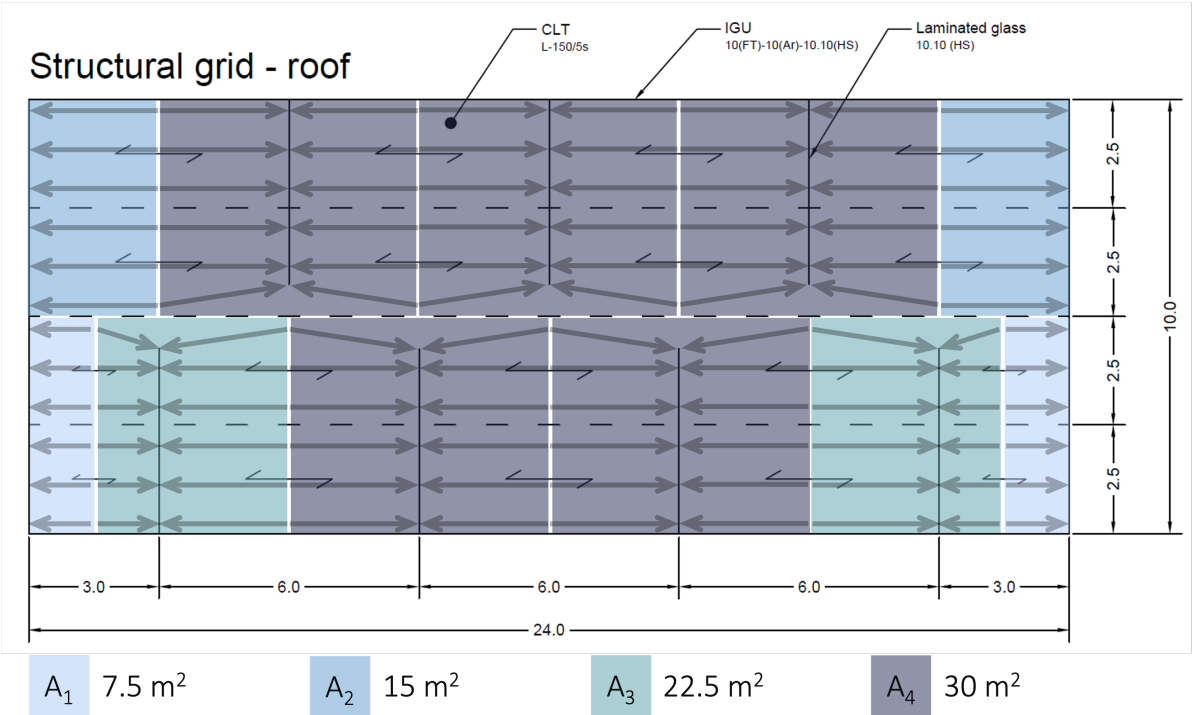 Structural grid - roof
CLT
L-150/5s
IGU
10(FT)-10(Ar)-10.10(HS)
Laminated glass
10.10 (HS)
2.5
2.5
2.5
2.5
10.0
3.0
6.0
6.0
6.0
3.0
24.0
A1 7.5 m²
A2 15 m²
A3 22.5 m²
A4 30 m²